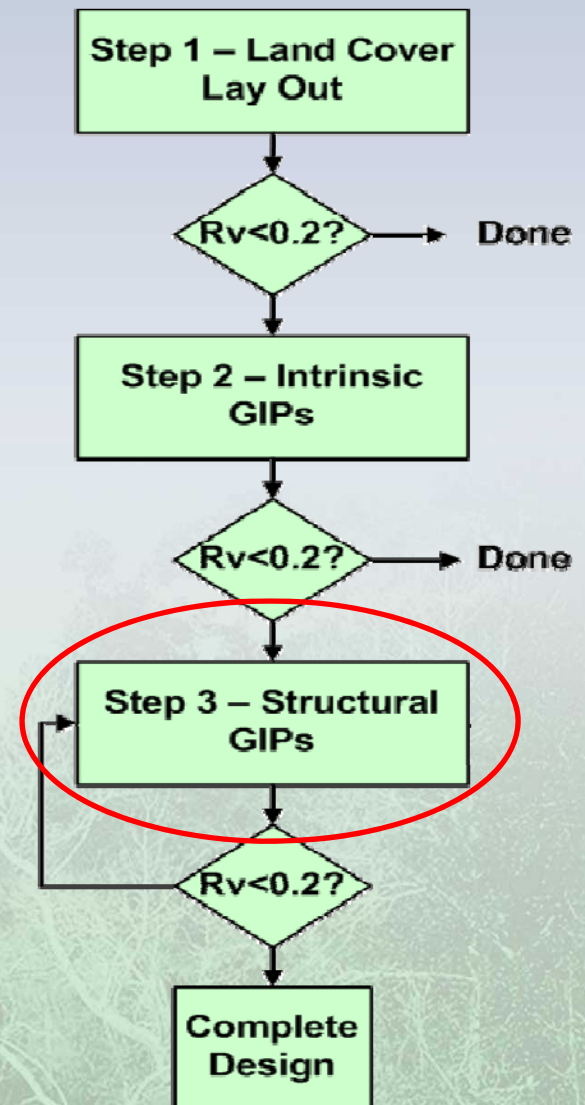 Step 1 – Land Cover
Lay Out
Rv<0.2?
Done
Step 2 – Intrinsic
GIPs
Rv<0.2?
Done
Step 3 – Structural
GIPs
Rv<0.2?
Complete
Design